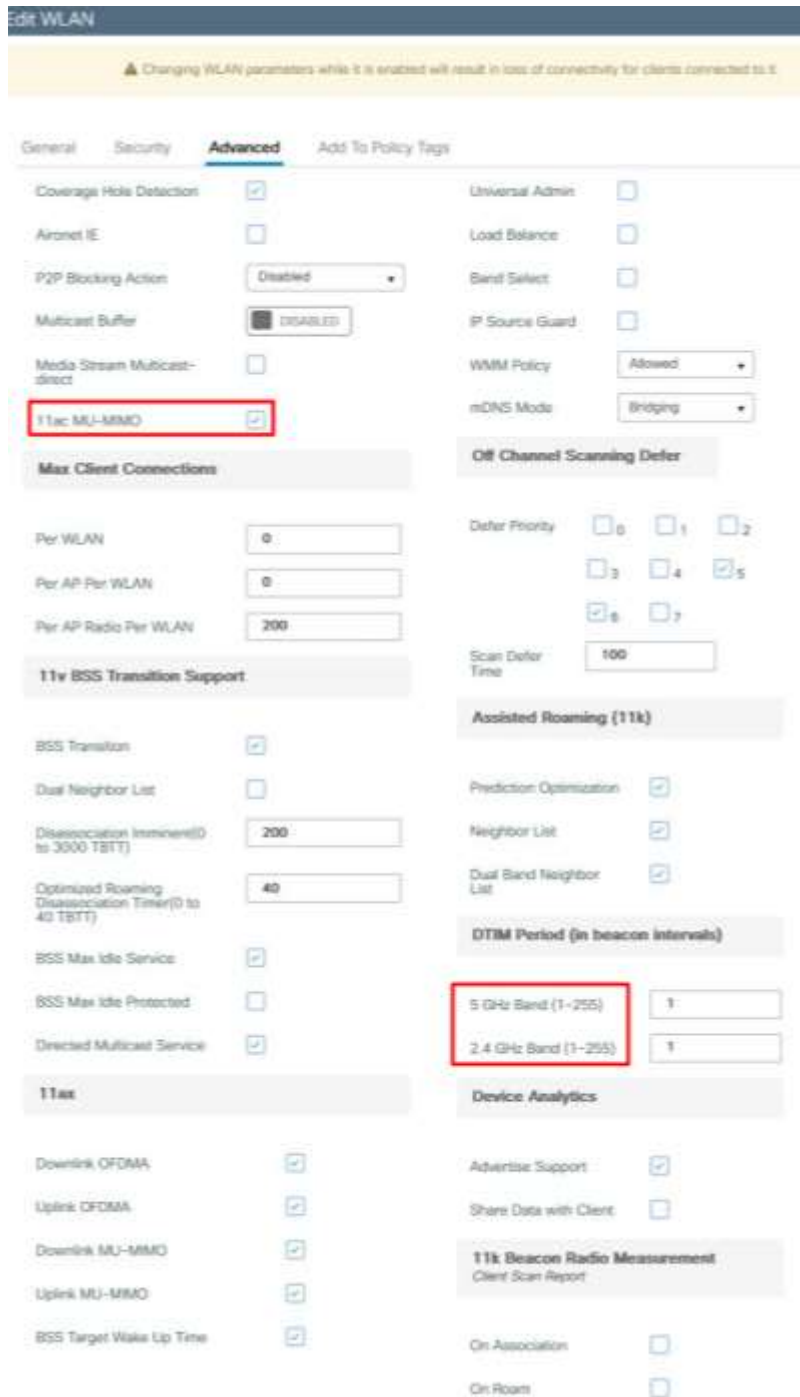 Edit WLAN
Changing WLAN parameters while it is enabled will result in loss of connectivity for clients connected to it
General Security Advanced Add To Policy Tags
Coverage Hole Detection
Aironet IE
P2P Blocking Action Disabled
Multicast Buffer DISABLED
Media Stream Multicast-
direct
11ac MU-MIMO
Max Client Connections
Per WLAN 0
Per AP Per WLAN 0
Per AP Radio Per WLAN 200
11v BSS Transition Support
BSS Transition
Dual Neighbor List
Disassociation Imminent(0
to 3000 TBTT) 200
Optimized Roaming
Disassociation Timer(0 to
40 TBTT) 40
BSS Max Idle Service
BSS Max Idle Protected
Directed Multicast Service
11ax
Downlink OFDMA
Uplink OFDMA
Downlink MU-MIMO
Uplink MU-MIMO
BSS Target Wake Up Time
Universal Admin
Load Balance
Band Select
IP Source Guard
WMM Policy Allowed
mDNS Mode Bridging
Off Channel Scanning Defer
Defer Priority 0 1 2
3 4 5
6 7
Scan Defer
Time 100
Assisted Roaming (11k)
Prediction Optimization
Neighbor List
Dual Band Neighbor
List
DTIM Period (in beacon intervals)
5 GHz Band (1-255) 1
2.4 GHz Band (1-255) 1
Device Analytics
Advertise Support
Share Data with Client
11k Beacon Radio Measurement
Client Scan Report
On Association
On Roam